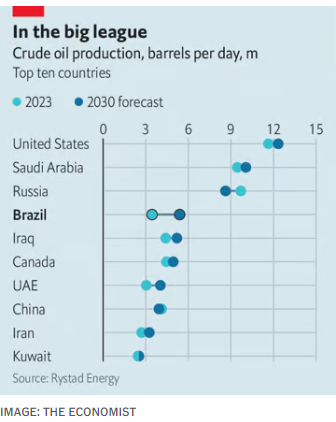 In the big league
Crude oil production, barrels per day, m
Top ten countries
2023 2030 forecast
0 3 6 9 12 15
United States
Saudi Arabia
Russia
Brazil
Iraq
Canada
UAE
China
Iran
Kuwait
Source: Rystad Energy
IMAGE: THE ECONOMIST